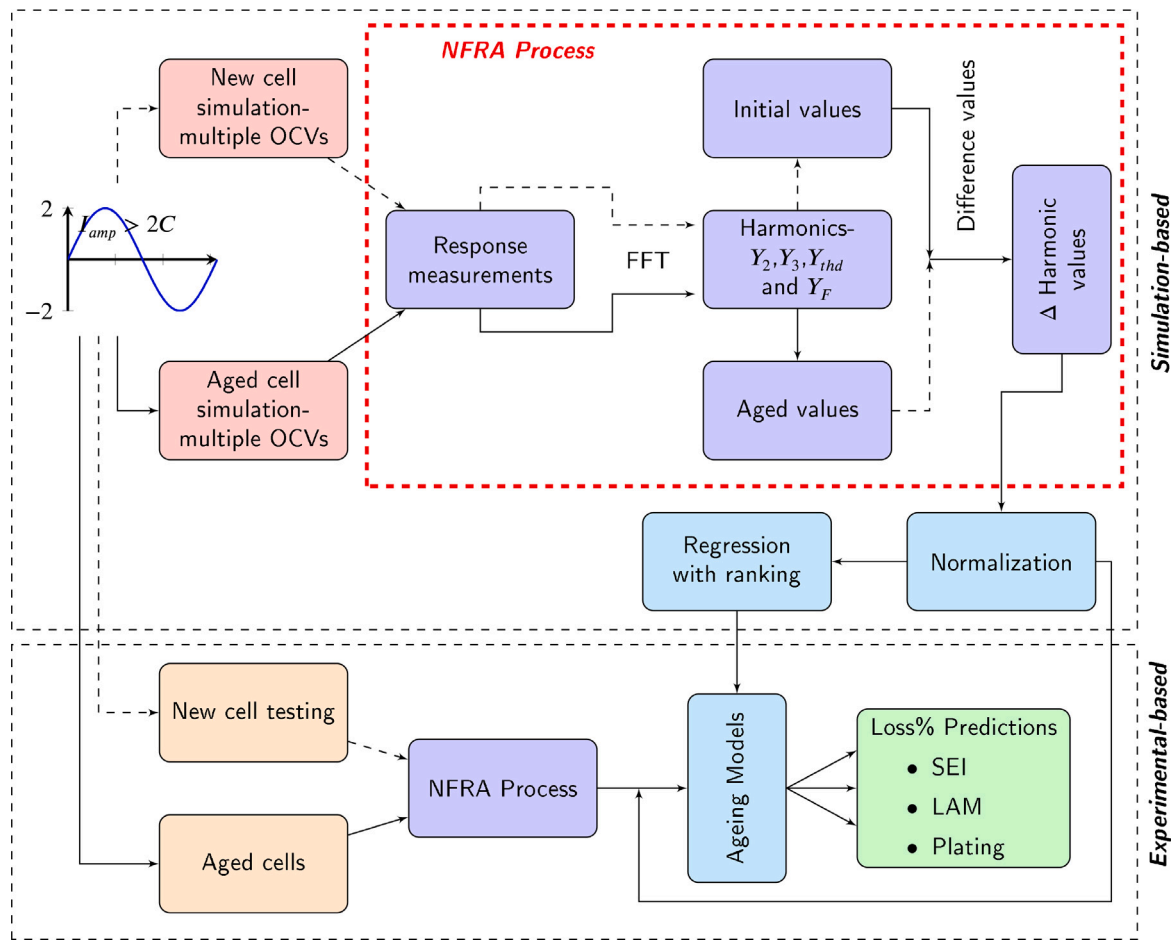 NFRA Process
New cell
simulation-
multiple OCVs
Initial values
Difference values
2
I_amp > 2C
−2
Response
measurements
FFT
Harmonics-
Y_2,Y_3,Y_thd
and Y_F
Δ Harmonic
values
Simulation-based
Aged cell
simulation-
multiple OCVs
Aged values
Regression
with ranking
Normalization
New cell testing
Aged cells
NFRA Process
Ageing Models
Loss% Predictions
• SEI
• LAM
• Plating
Experimental-based